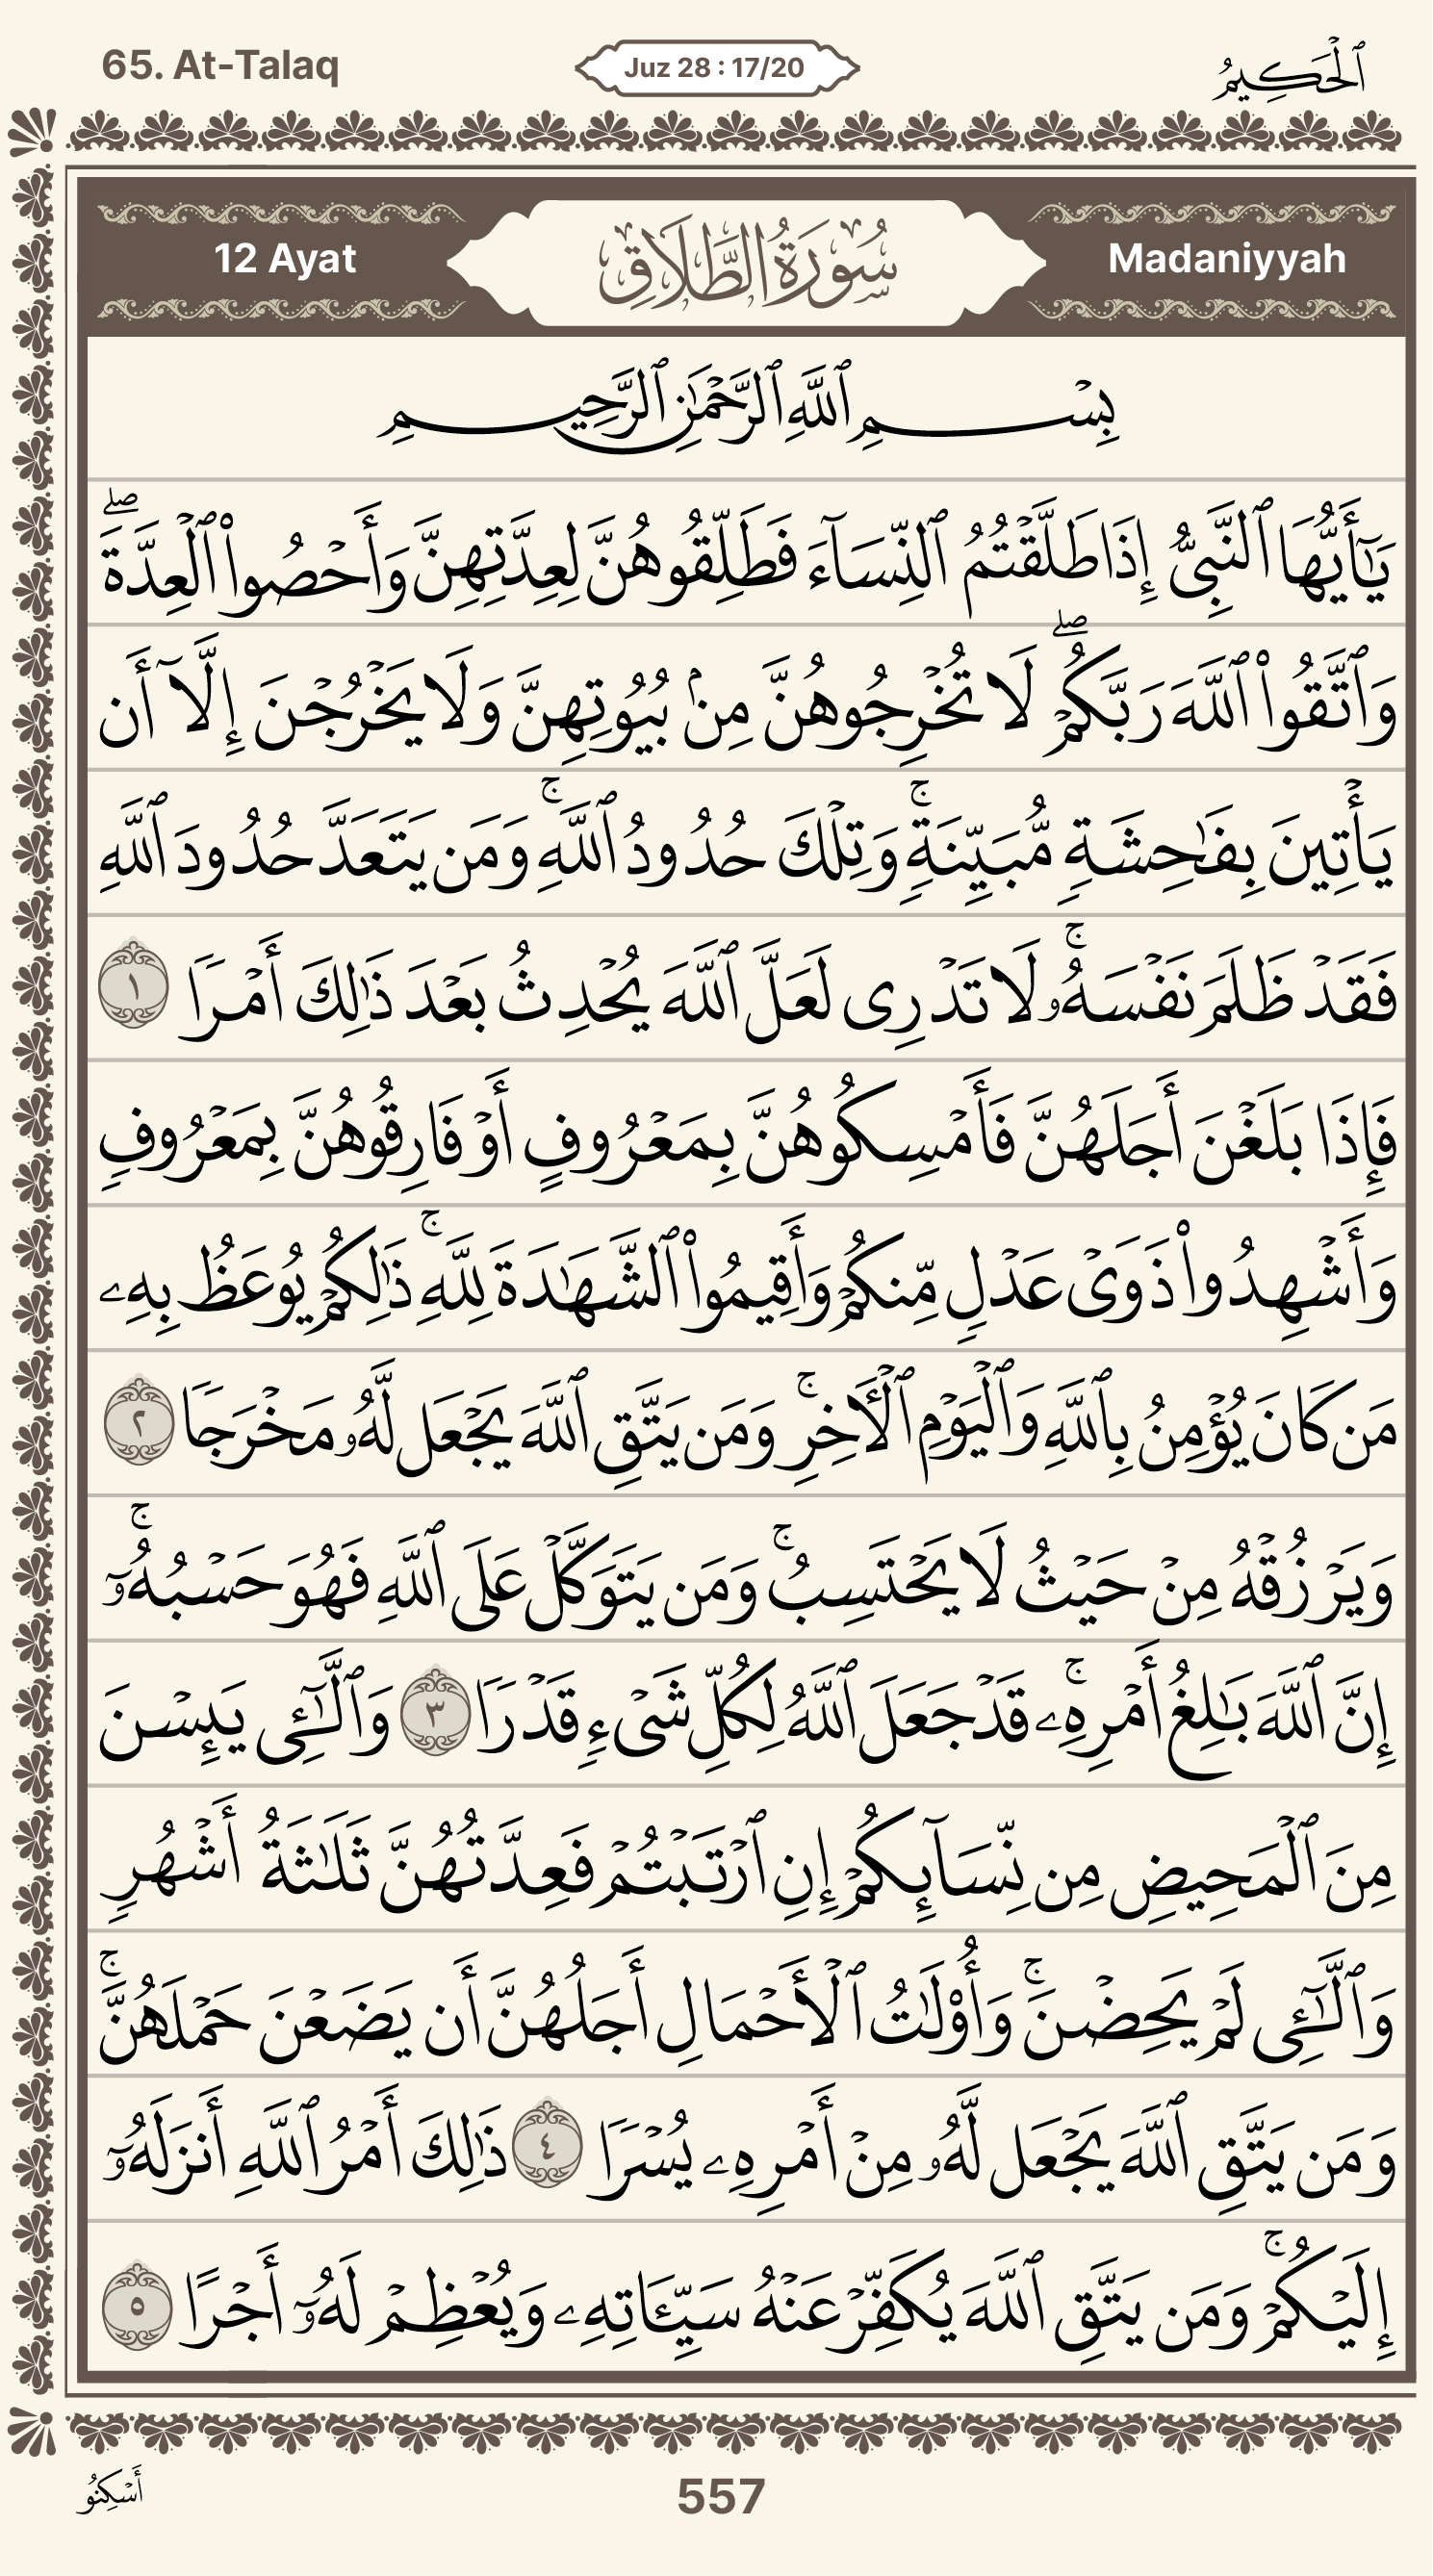 65. At-Talaq
Juz 28 : 17/20
ٱلْحَكِيمُ
12 Ayat
سُورَةُ الطَّلَاقِ
Madaniyyah
بِسْمِ ٱللَّهِ ٱلرَّحْمَٰنِ ٱلرَّحِيمِ
يَٰٓأَيُّهَا ٱلنَّبِىُّ إِذَا طَلَّقْتُمُ ٱلنِّسَآءَ فَطَلِّقُوهُنَّ لِعِدَّتِهِنَّ وَأَحْصُوا۟ ٱلْعِدَّةَ ۖ
وَٱتَّقُوا۟ ٱللَّهَ رَبَّكُمْ ۖ لَا تُخْرِجُوهُنَّ مِنۢ بُيُوتِهِنَّ وَلَا يَخْرُجْنَ إِلَّآ أَن
يَأْتِينَ بِفَٰحِشَةٍ مُّبَيِّنَةٍ ۚ وَتِلْكَ حُدُودُ ٱللَّهِ ۚ وَمَن يَتَعَدَّ حُدُودَ ٱللَّهِ
فَقَدْ ظَلَمَ نَفْسَهُۥ ۚ لَا تَدْرِى لَعَلَّ ٱللَّهَ يُحْدِثُ بَعْدَ ذَٰلِكَ أَمْرًا ١
فَإِذَا بَلَغْنَ أَجَلَهُنَّ فَأَمْسِكُوهُنَّ بِمَعْرُوفٍ أَوْ فَارِقُوهُنَّ بِمَعْرُوفٍ
وَأَشْهِدُوا۟ ذَوَىْ عَدْلٍ مِّنكُمْ وَأَقِيمُوا۟ ٱلشَّهَٰدَةَ لِلَّهِ ۚ ذَٰلِكُمْ يُوعَظُ بِهِۦ
مَن كَانَ يُؤْمِنُ بِٱللَّهِ وَٱلْيَوْمِ ٱلْءَاخِرِ ۚ وَمَن يَتَّقِ ٱللَّهَ يَجْعَل لَّهُۥ مَخْرَجًا ٢
وَيَرْزُقْهُ مِنْ حَيْثُ لَا يَحْتَسِبُ ۚ وَمَن يَتَوَكَّلْ عَلَى ٱللَّهِ فَهُوَ حَسْبُهُۥٓ ۚ
إِنَّ ٱللَّهَ بَٰلِغُ أَمْرِهِۦ ۚ قَدْ جَعَلَ ٱللَّهُ لِكُلِّ شَىْءٍ قَدْرًا ٣ وَٱلَّٰٓـِٔى يَئِسْنَ
مِنَ ٱلْمَحِيضِ مِن نِّسَآئِكُمْ إِنِ ٱرْتَبْتُمْ فَعِدَّتُهُنَّ ثَلَٰثَةُ أَشْهُرٍ
وَٱلَّٰٓـِٔى لَمْ يَحِضْنَ ۚ وَأُو۟لَٰتُ ٱلْأَحْمَالِ أَجَلُهُنَّ أَن يَضَعْنَ حَمْلَهُنَّ ۚ
وَمَن يَتَّقِ ٱللَّهَ يَجْعَل لَّهُۥ مِنْ أَمْرِهِۦ يُسْرًا ٤ ذَٰلِكَ أَمْرُ ٱللَّهِ أَنزَلَهُۥٓ
إِلَيْكُمْ ۚ وَمَن يَتَّقِ ٱللَّهَ يُكَفِّرْ عَنْهُ سَيِّـَٔاتِهِۦ وَيُعْظِمْ لَهُۥٓ أَجْرًا ٥
أَسْكِنُو
557